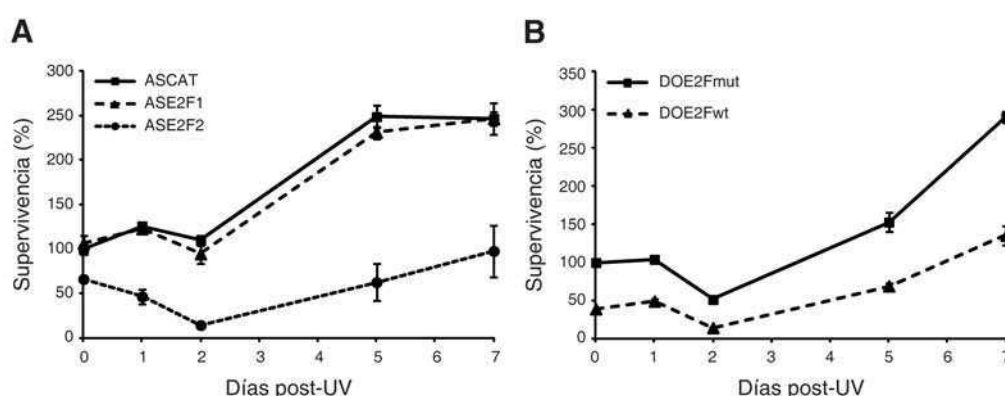 A
300
250
200
150
100
50
0
Supervivencia (%)
ASCAT
ASE2F1
ASE2F2
0 1 2 3 4 5 6 7
Días post-UV
B
350
300
250
200
150
100
50
0
Supervivencia (%)
DOE2Fmut
DOE2Fwt
0 1 2 3 4 5 6 7
Días post-UV